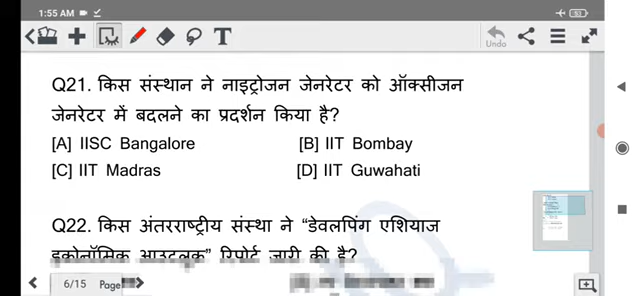 1:55 AM
53
T
Undo
Q21. किस संस्थान ने नाइट्रोजन जेनरेटर को ऑक्सीजन
जेनरेटर में बदलने का प्रदर्शन किया है?
[A] IISC Bangalore [B] IIT Bombay
[C] IIT Madras [D] IIT Guwahati
Q22. किस अंतरराष्ट्रीय संस्था ने “डेवलपिंग एशियाज
इकोनॉमिक आउटलुक” रिपोर्ट जारी की है?
6/15 Page